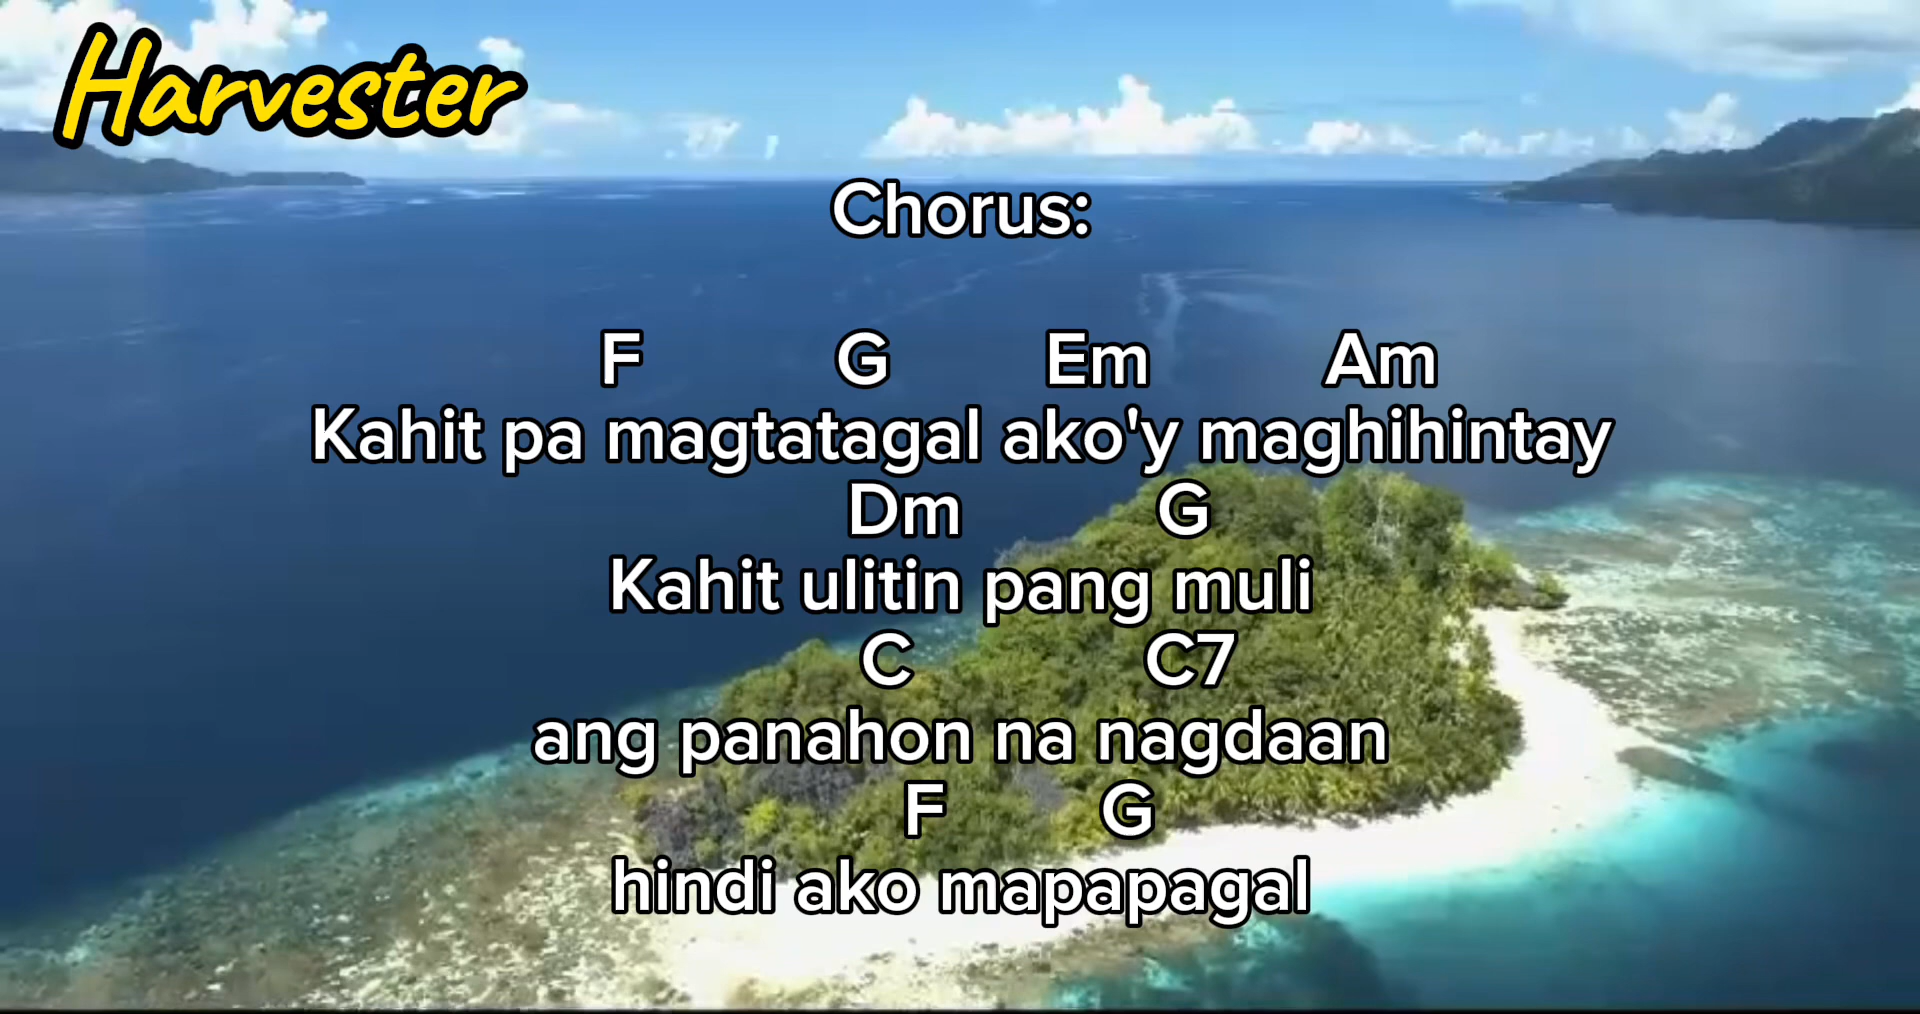 Harvester
Chorus:
F G Em Am
Kahit pa magtatagal ako'y maghihintay
Dm G
Kahit ulitin pang muli
C C7
ang panahon na nagdaan
F G
hindi ako mapapagal